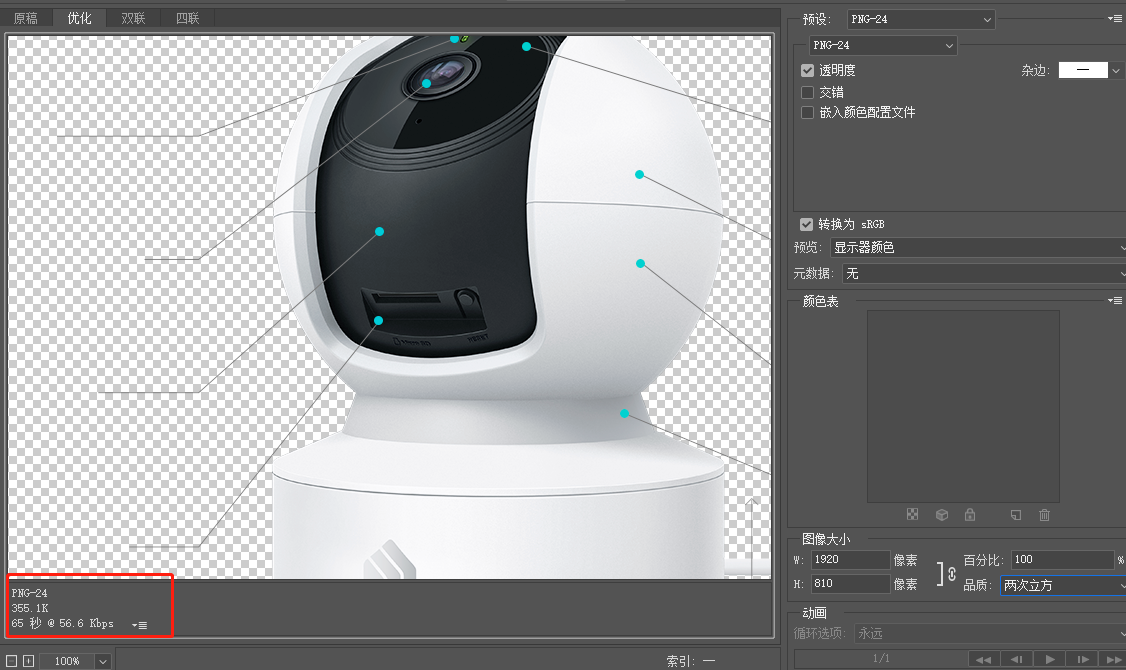 原稿 优化 双联 四联
预设: PNG-24
PNG-24
透明度 杂边:
交错
嵌入颜色配置文件
转换为 sRGB
预览: 显示器颜色
元数据: 无
颜色表
图像大小
W: 1920 像素 百分比: 100 %
H: 810 像素 品质: 两次立方
动画
循环选项: 永远
1/1
PNG-24
355.1K
65 秒 @ 56.6 Kbps
100% 索引: —